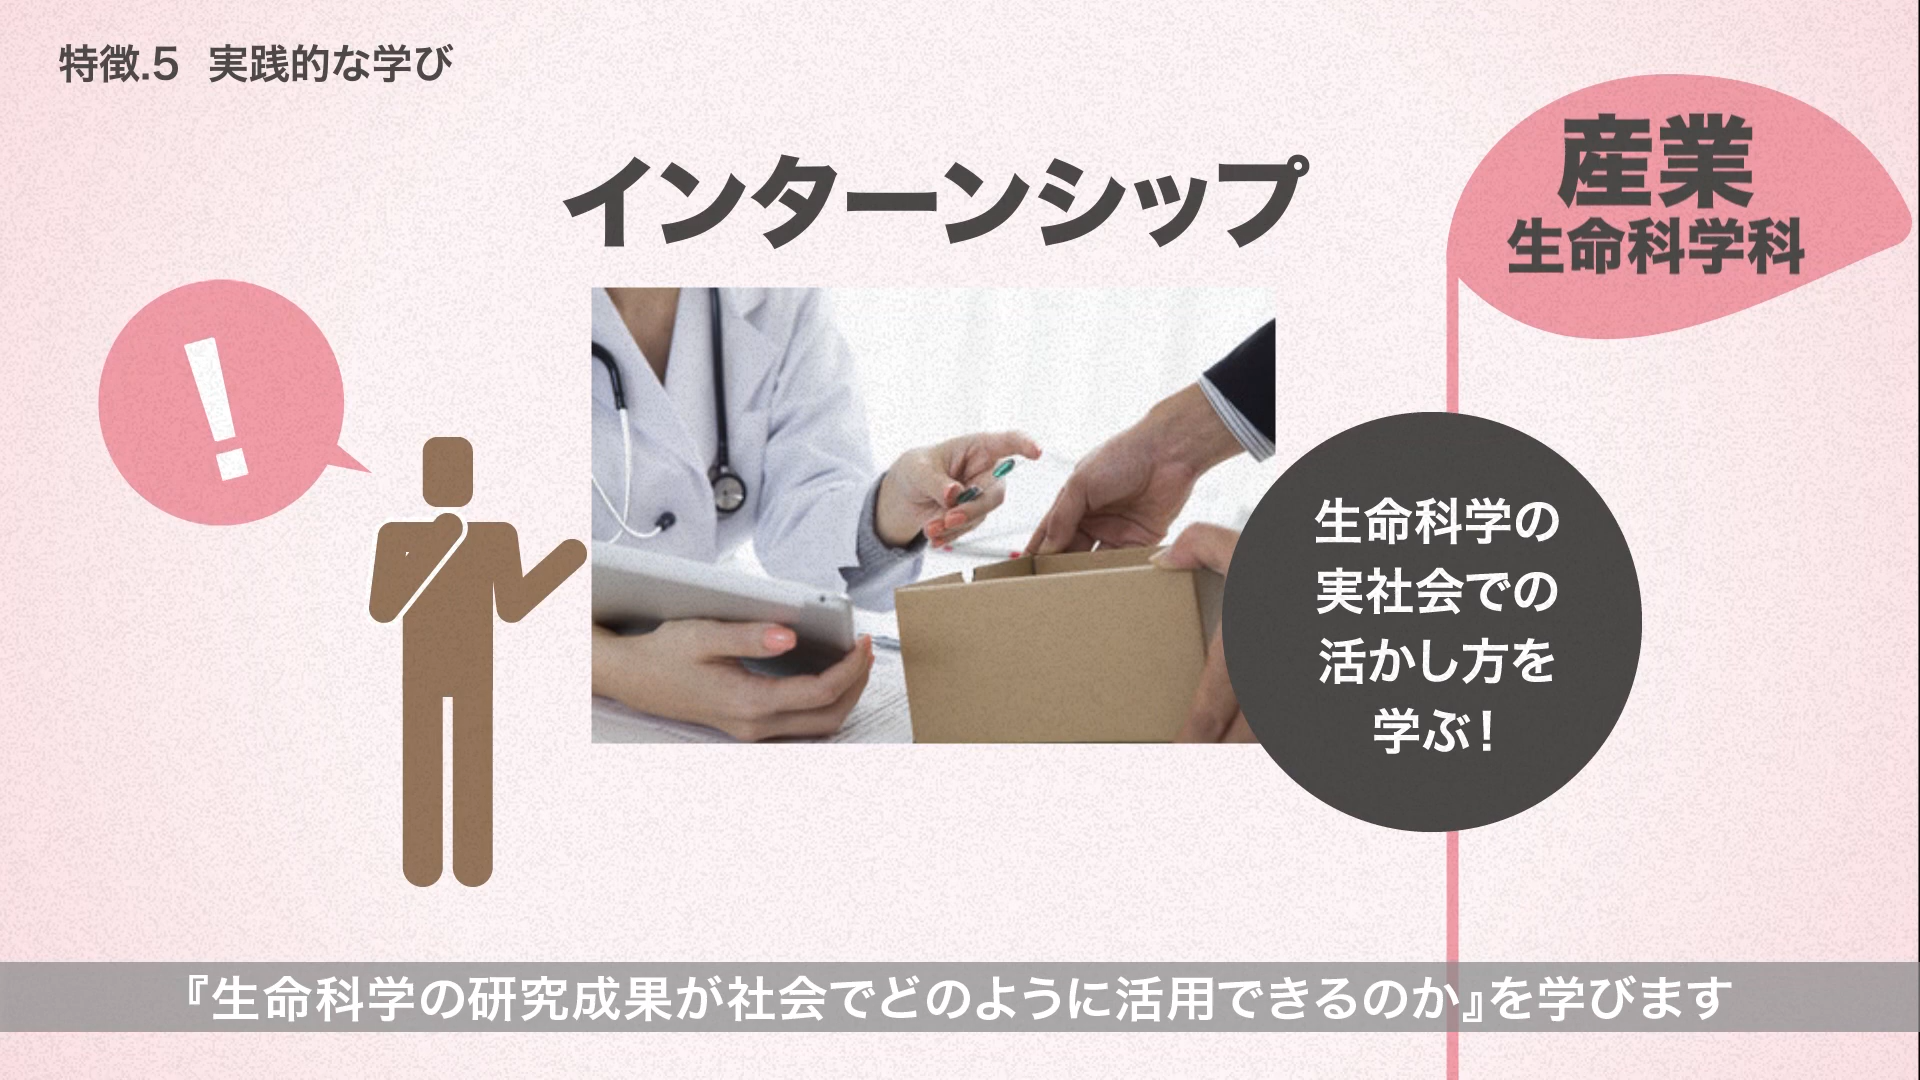 特徴.5 実践的な学び
産業
生命科学科
インターンシップ
!
生命科学の
実社会での
活かし方を
学ぶ！
『生命科学の研究成果が社会でどのように活用できるのか』を学びます